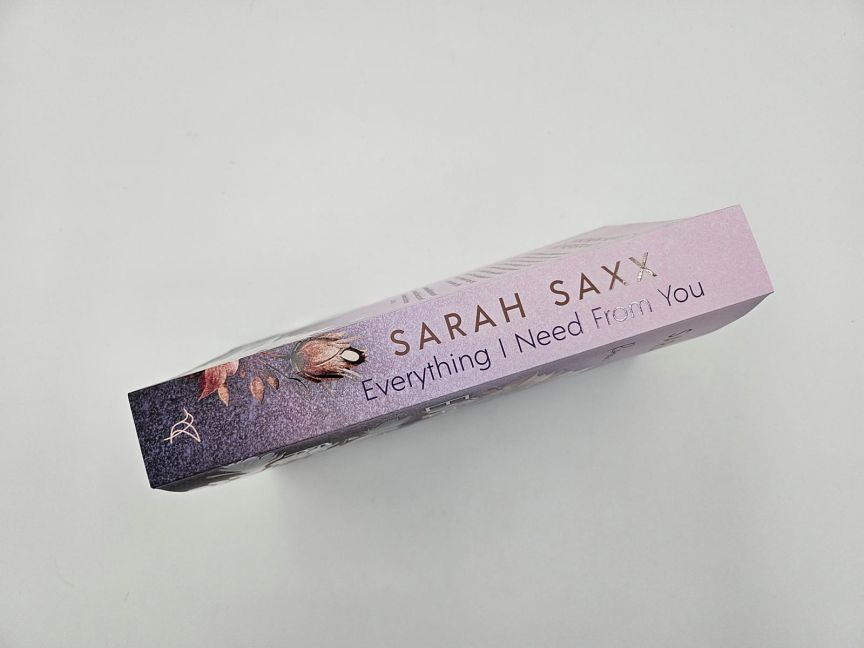 SARAH SAXX
Everything I Need From You